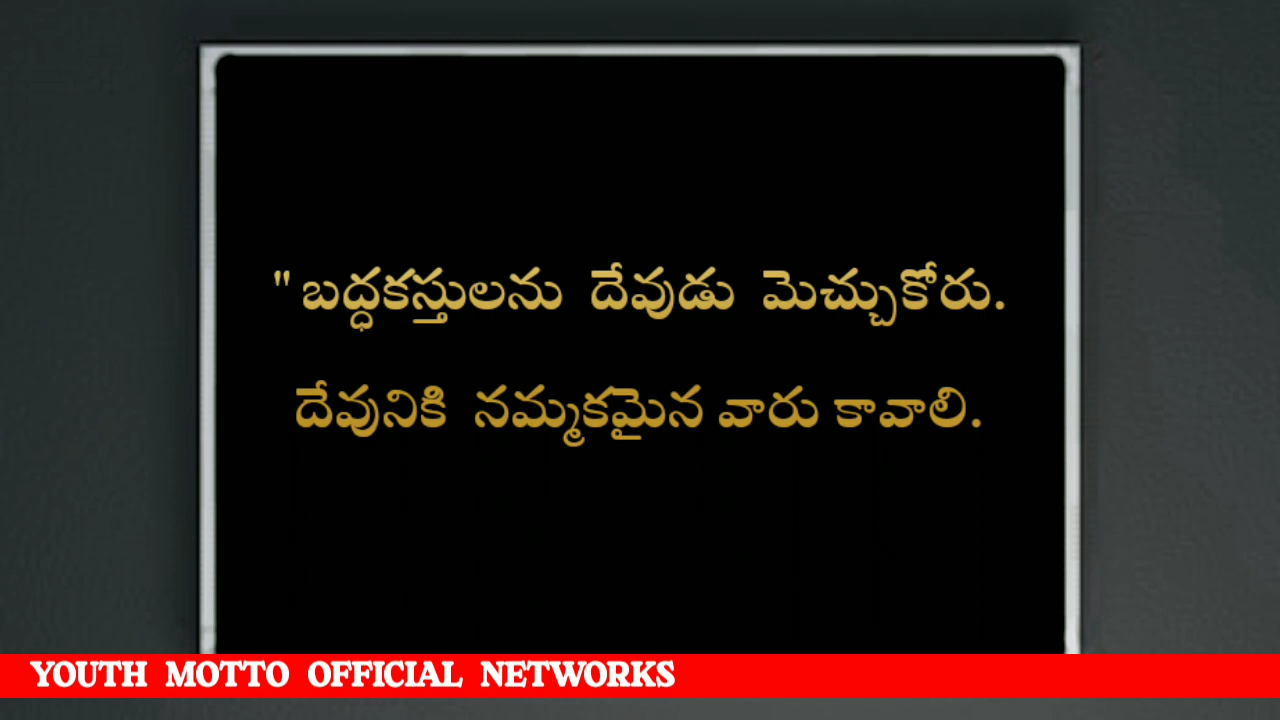 " బద్ధకస్తులను దేవుడు మెచ్చుకోరు.
దేవునికి నమ్మకమైన వారు కావాలి.
YOUTH MOTTO OFFICIAL NETWORKS